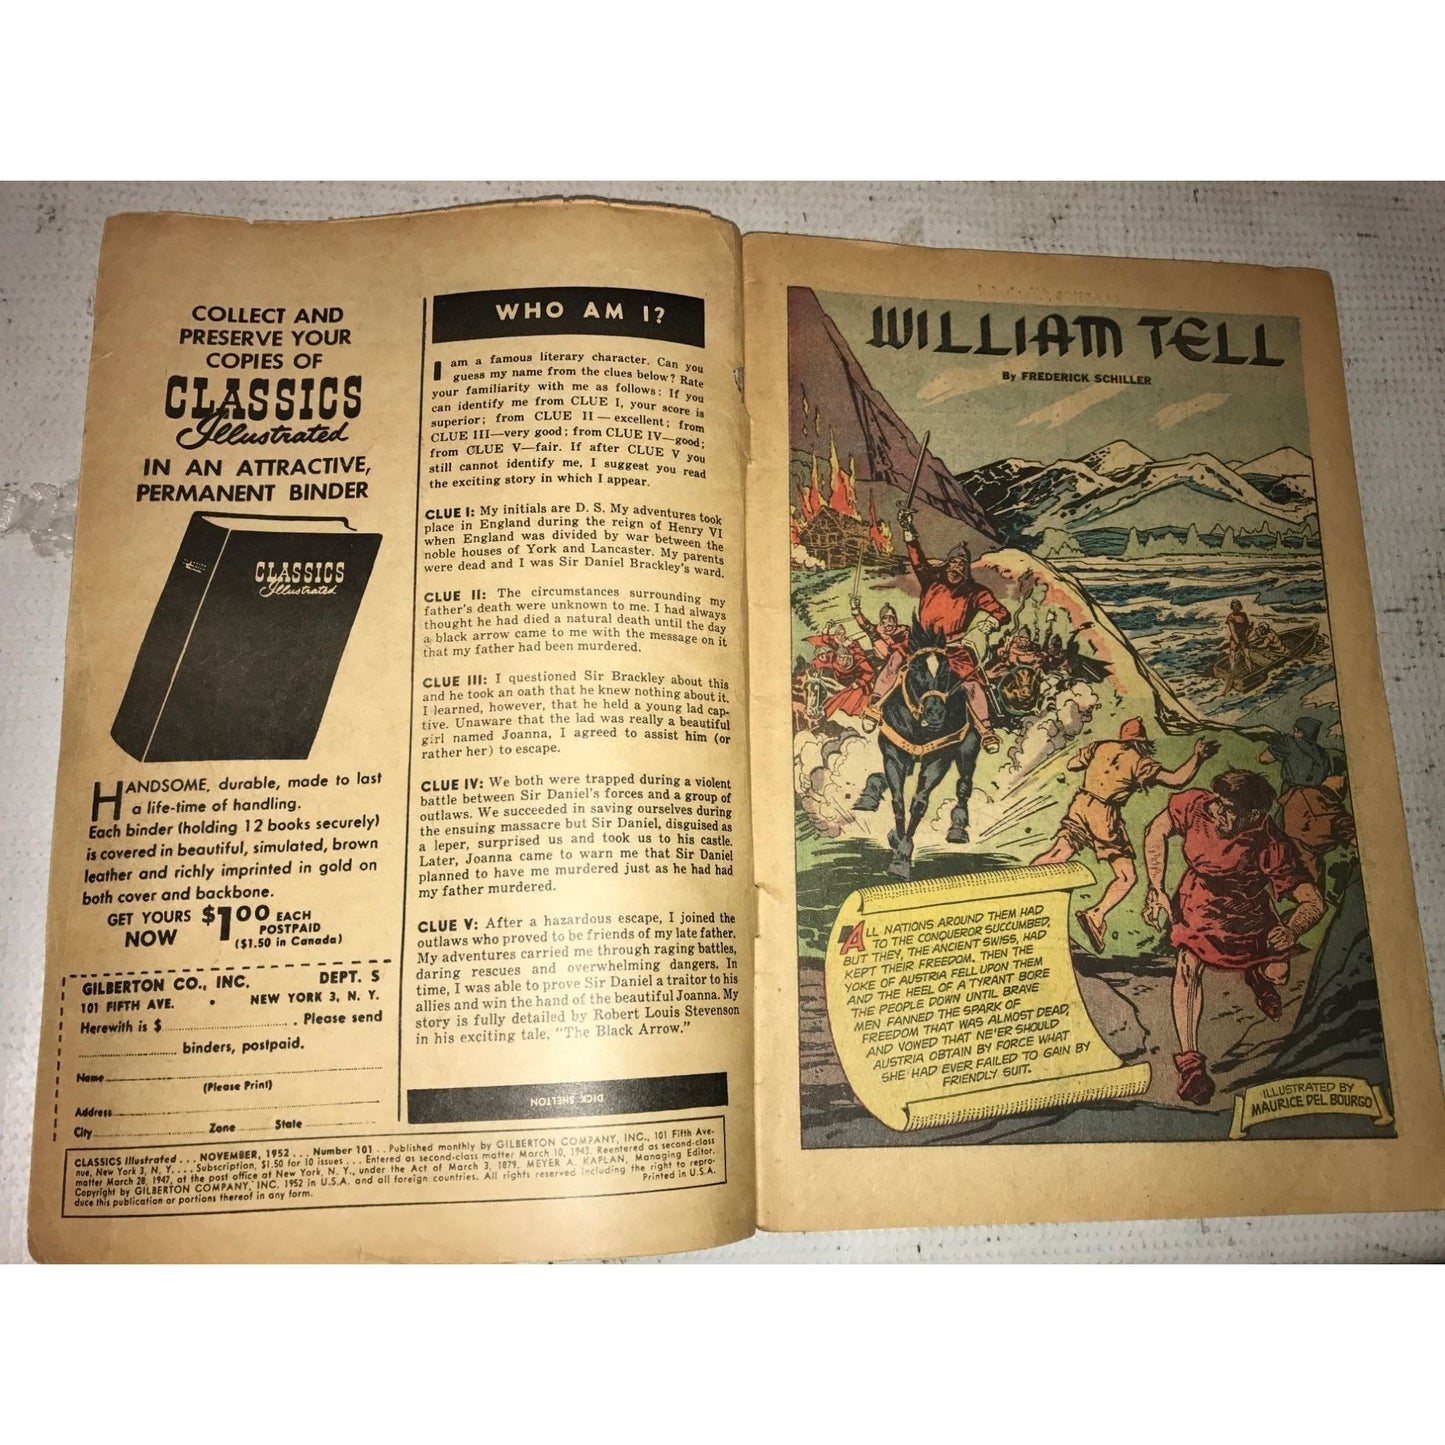 COLLECT AND
PRESERVE YOUR
COPIES OF
CLASSICS
Illustrated
IN AN ATTRACTIVE,
PERMANENT BINDER
CLASSICS
Illustrated
HANDSOME, durable, made to last
a life-time of handling.
Each binder (holding 12 books securely)
is covered in beautiful, simulated, brown
leather and richly imprinted in gold on
both cover and backbone.
GET YOURS NOW $1.00 EACH POSTPAID
($1.50 in Canada)
GILBERTON CO., INC. DEPT. S
101 FIFTH AVE. • NEW YORK 3, N. Y.
Herewith is $ . Please send
binders, postpaid.
Name
(Please Print)
Address
City Zone State
WHO AM I?
I am a famous literary character. Can you
guess my name from the clues below? Rate
your familiarity with me as follows: If you
can identify me from CLUE I, your score is
superior; from CLUE II—excellent; from
CLUE III—very good; from CLUE IV—good;
from CLUE V—fair. If after CLUE V you
still cannot identify me, I suggest you read
the exciting story in which I appear.
CLUE I: My initials are D. S. My adventures took
place in England during the reign of Henry VI
when England was divided by war between the
noble houses of York and Lancaster. My parents
were dead and I was Sir Daniel Brackley's ward.
CLUE II: The circumstances surrounding my
father's death were unknown to me. I had always
thought he had died a natural death until the day
a black arrow came to me with the message on it
that my father had been murdered.
CLUE III: I questioned Sir Brackley about this
and he took an oath that he knew nothing about it.
I learned, however, that he held a young lad cap-
tive. Unaware that the lad was really a beautiful
girl named Joanna, I agreed to assist him (or
rather her) to escape.
CLUE IV: We both were trapped during a violent
battle between Sir Daniel's forces and a group of
outlaws. We succeeded in saving ourselves during
the ensuing massacre but Sir Daniel, disguised as
a leper, surprised us and took us to his castle.
Later, Joanna came to warn me that Sir Daniel
planned to have me murdered just as he had had
my father murdered.
CLUE V: After a hazardous escape, I joined the
outlaws who proved to be friends of my late father.
My adventures carried me through raging battles,
daring rescues and overwhelming dangers. In
time, I was able to prove Sir Daniel a traitor to his
allies and win the hand of the beautiful Joanna. My
story is fully detailed by Robert Louis Stevenson
in his exciting tale, "The Black Arrow."
DICK SHELTON
CLASSICS Illustrated . . . NOVEMBER, 1952 . . . Number 101 . . Published monthly by GILBERTON COMPANY, INC., 101 Fifth Ave-
nue, New York 3, N. Y. . . . Subscription, $1.50 for 10 issues . . . Entered as second-class matter March 10, 1943. Reentered as second-class
matter March 28, 1947, at the post office at New York, N. Y., under the Act of March 3, 1879. MEYER A. KAPLAN, Managing Editor.
Copyright by GILBERTON COMPANY, INC. 1952 in U.S.A. and all foreign countries. All rights reserved including the right to repro-
duce this publication or portions thereof in any form. Printed in U.S.A.
WILLIAM TELL
By FREDERICK SCHILLER
ALL NATIONS AROUND THEM HAD
TO THE CONQUEROR SUCCUMBED,
BUT THEY, THE ANCIENT SWISS, HAD
KEPT THEIR FREEDOM. THEN THE
YOKE OF AUSTRIA FELL UPON THEM
AND THE HEEL OF A TYRANT BORE
THE PEOPLE DOWN UNTIL BRAVE
MEN FANNED THE SPARK OF
FREEDOM THAT WAS ALMOST DEAD,
AND VOWED THAT NE'ER SHOULD
AUSTRIA OBTAIN BY FORCE WHAT
SHE HAD EVER FAILED TO GAIN BY
FRIENDLY SUIT.
ILLUSTRATED BY
MAURICE DEL BOURGO